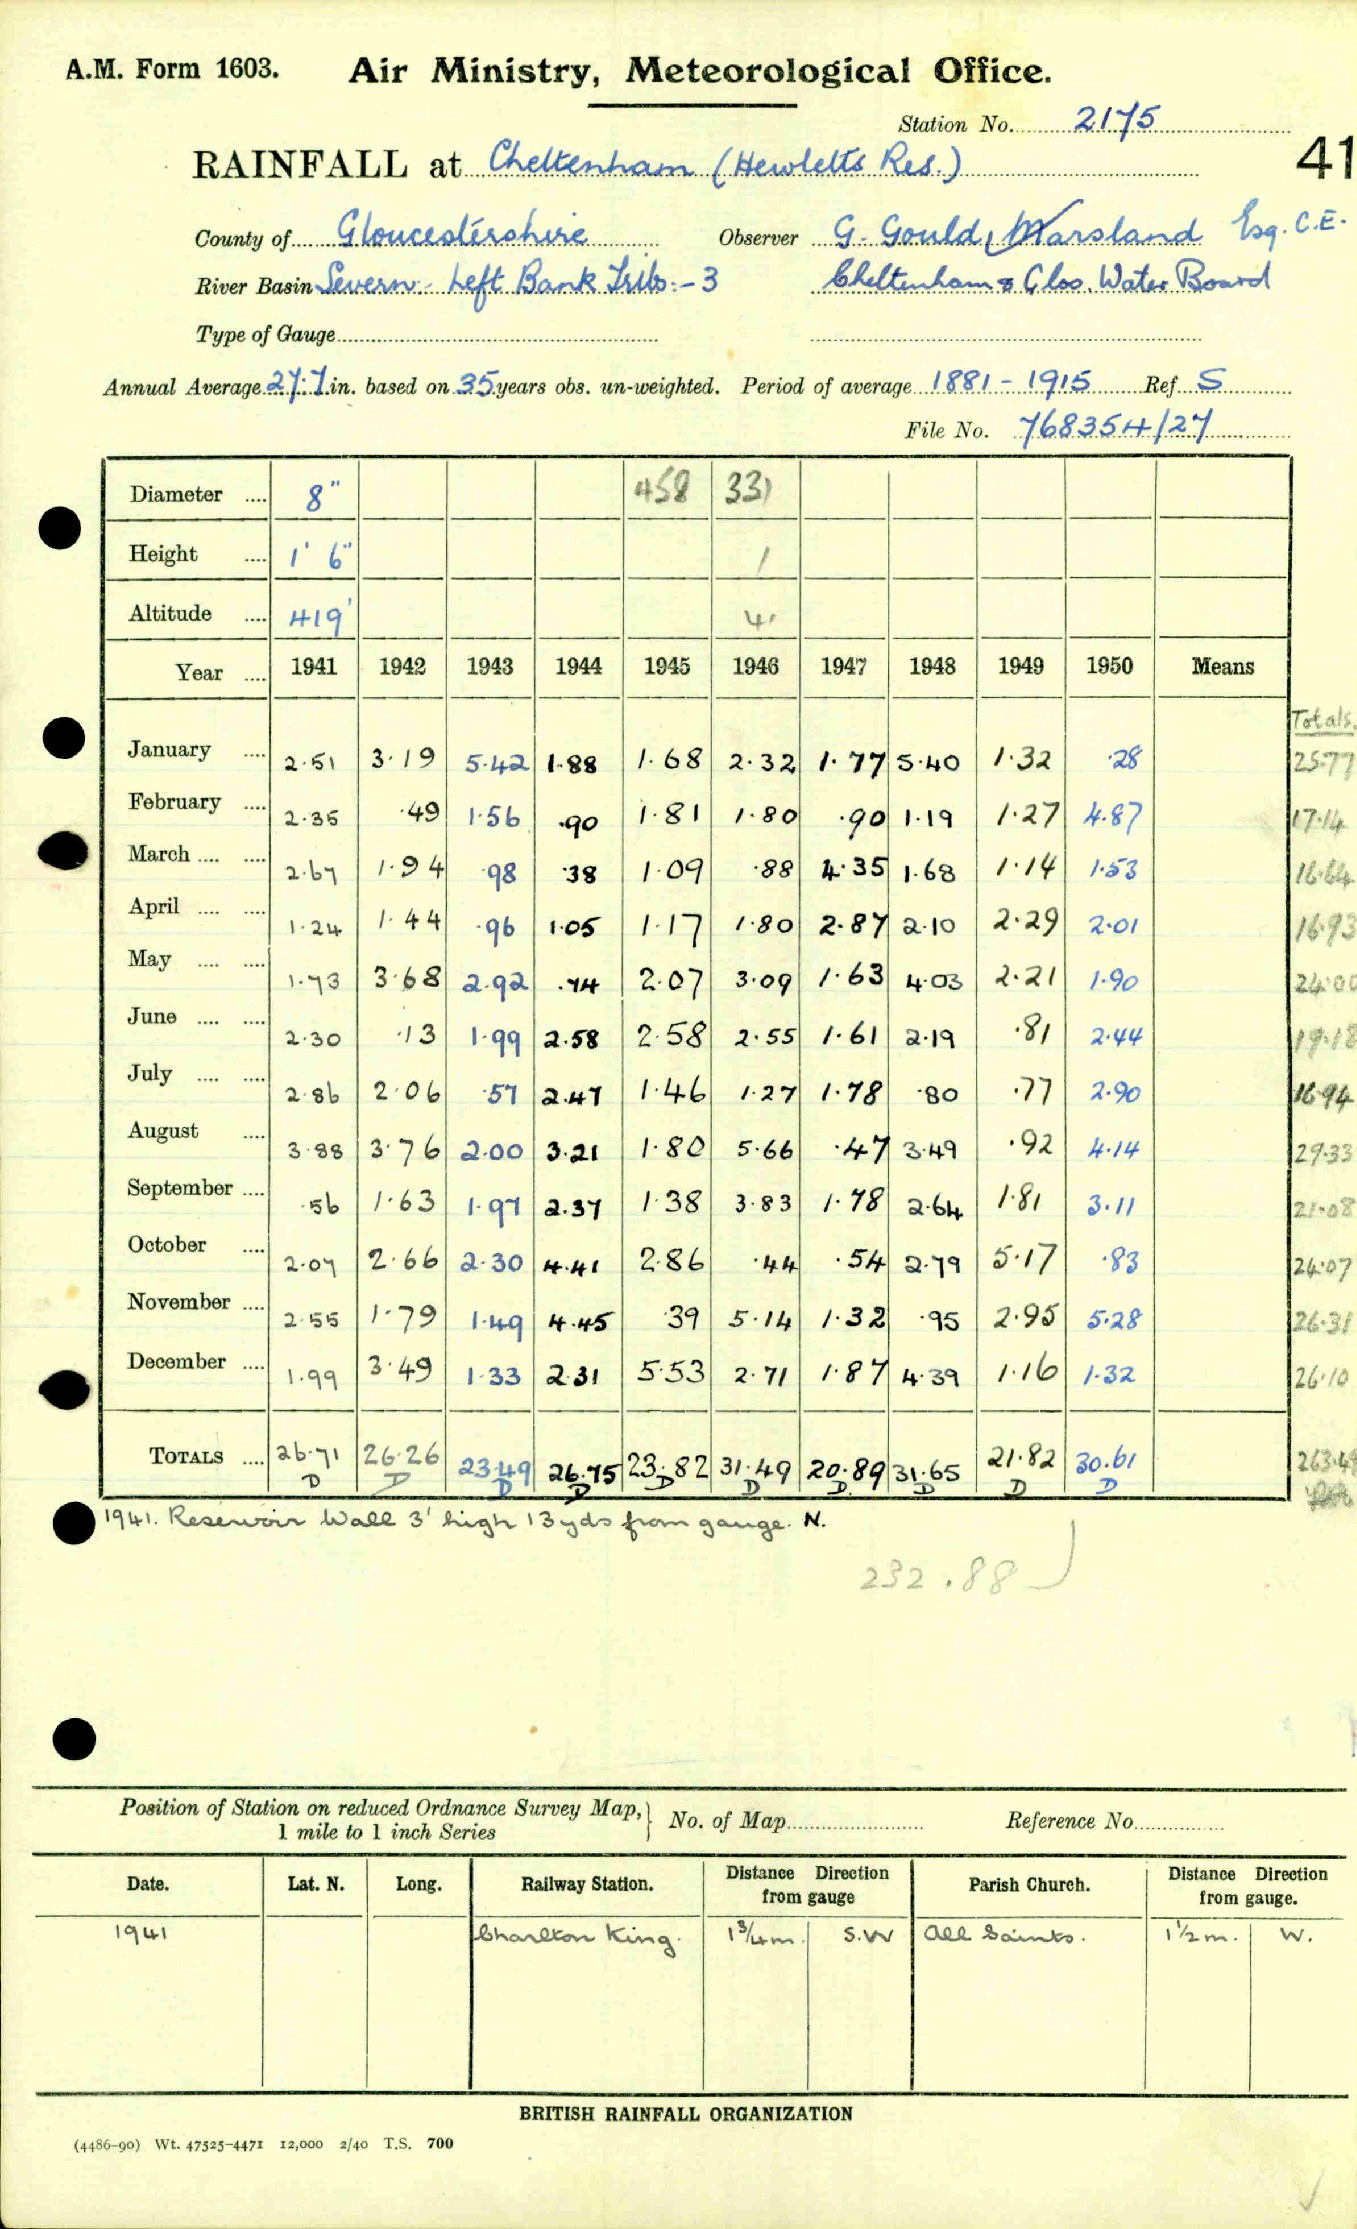 A.M. Form 1603. Air Ministry, Meteorological Office.
Station No. 2175
41
RAINFALL at Cheltenham (Hewletts Res.)
County of Gloucestershire Observer G. Gould, Marsland Esq. C.E.
River Basin Severn - Left Bank Tribs:-3 Cheltenham & Glos. Water Board
Type of Gauge
Annual Average 27.7 in. based on 35 years obs. un-weighted. Period of average 1881-1915 Ref. S
File No. 768354/27
Diameter .... 8" 458 331
Height .... 1' 6" 1
Altitude .... 419'
Year .... 1941 1942 1943 1944 1945 1946 1947 1948 1949 1950 Means
Totals.
January .... 2.51 3.19 5.42 1.88 1.68 2.32 1.77 5.40 1.32 .28 25.77
February .... 2.35 .49 1.56 .90 1.81 1.80 .90 1.19 1.27 4.87 17.14
March .... .... 2.67 1.94 .98 .38 1.09 .88 4.35 1.68 1.14 1.53 16.64
April .... .... 1.24 1.44 .96 1.05 1.17 1.80 2.87 2.10 2.29 2.01 16.93
May .... .... 1.73 3.68 2.92 .74 2.07 3.09 1.63 4.03 2.21 1.90 24.00
June .... .... 2.30 .13 1.99 2.58 2.58 2.55 1.61 2.19 .81 2.44 19.18
July .... .... 2.86 2.06 .57 2.47 1.46 1.27 1.78 .80 .77 2.90 16.94
August .... 3.88 3.76 2.00 3.21 1.80 5.66 .47 3.49 .92 4.14 29.33
September .... .56 1.63 1.97 2.37 1.38 3.83 1.78 2.64 1.81 3.11 21.08
October .... 2.07 2.66 2.30 4.41 2.86 .44 .54 2.79 5.17 .83 24.07
November .... 2.55 1.79 1.49 4.45 .39 5.14 1.32 .95 2.95 5.28 26.31
December .... 1.99 3.49 1.33 2.31 5.53 2.71 1.87 4.39 1.16 1.32 26.10
TOTALS .... 26.71 26.26 23.49 26.75 23.82 31.49 20.89 31.65 21.82 30.61 263.49
D D D D D D D D D D
1941. Reservoir Wall 3' high 13yds from gauge. N.
232.88
Position of Station on reduced Ordnance Survey Map, 1 mile to 1 inch Series No. of Map Reference No.
Date. Lat. N. Long. Railway Station. Distance Direction from gauge Parish Church. Distance Direction from gauge.
1941 Charlton King. 1 3/4 m. S.W All Saints. 1 1/2 m. W.
BRITISH RAINFALL ORGANIZATION
(4486-90) Wt. 47525-4471 12,000 2/40 T.S. 700